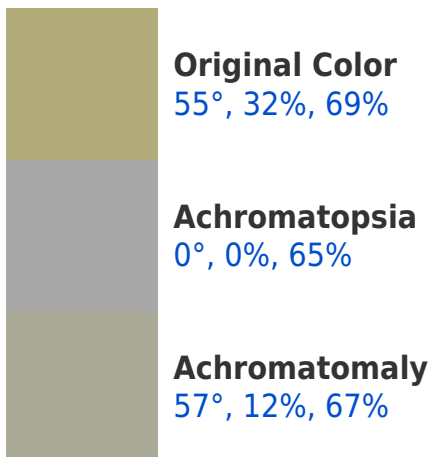 Original Color
55°, 32%, 69%
Achromatopsia
0°, 0%, 65%
Achromatomaly
57°, 12%, 67%